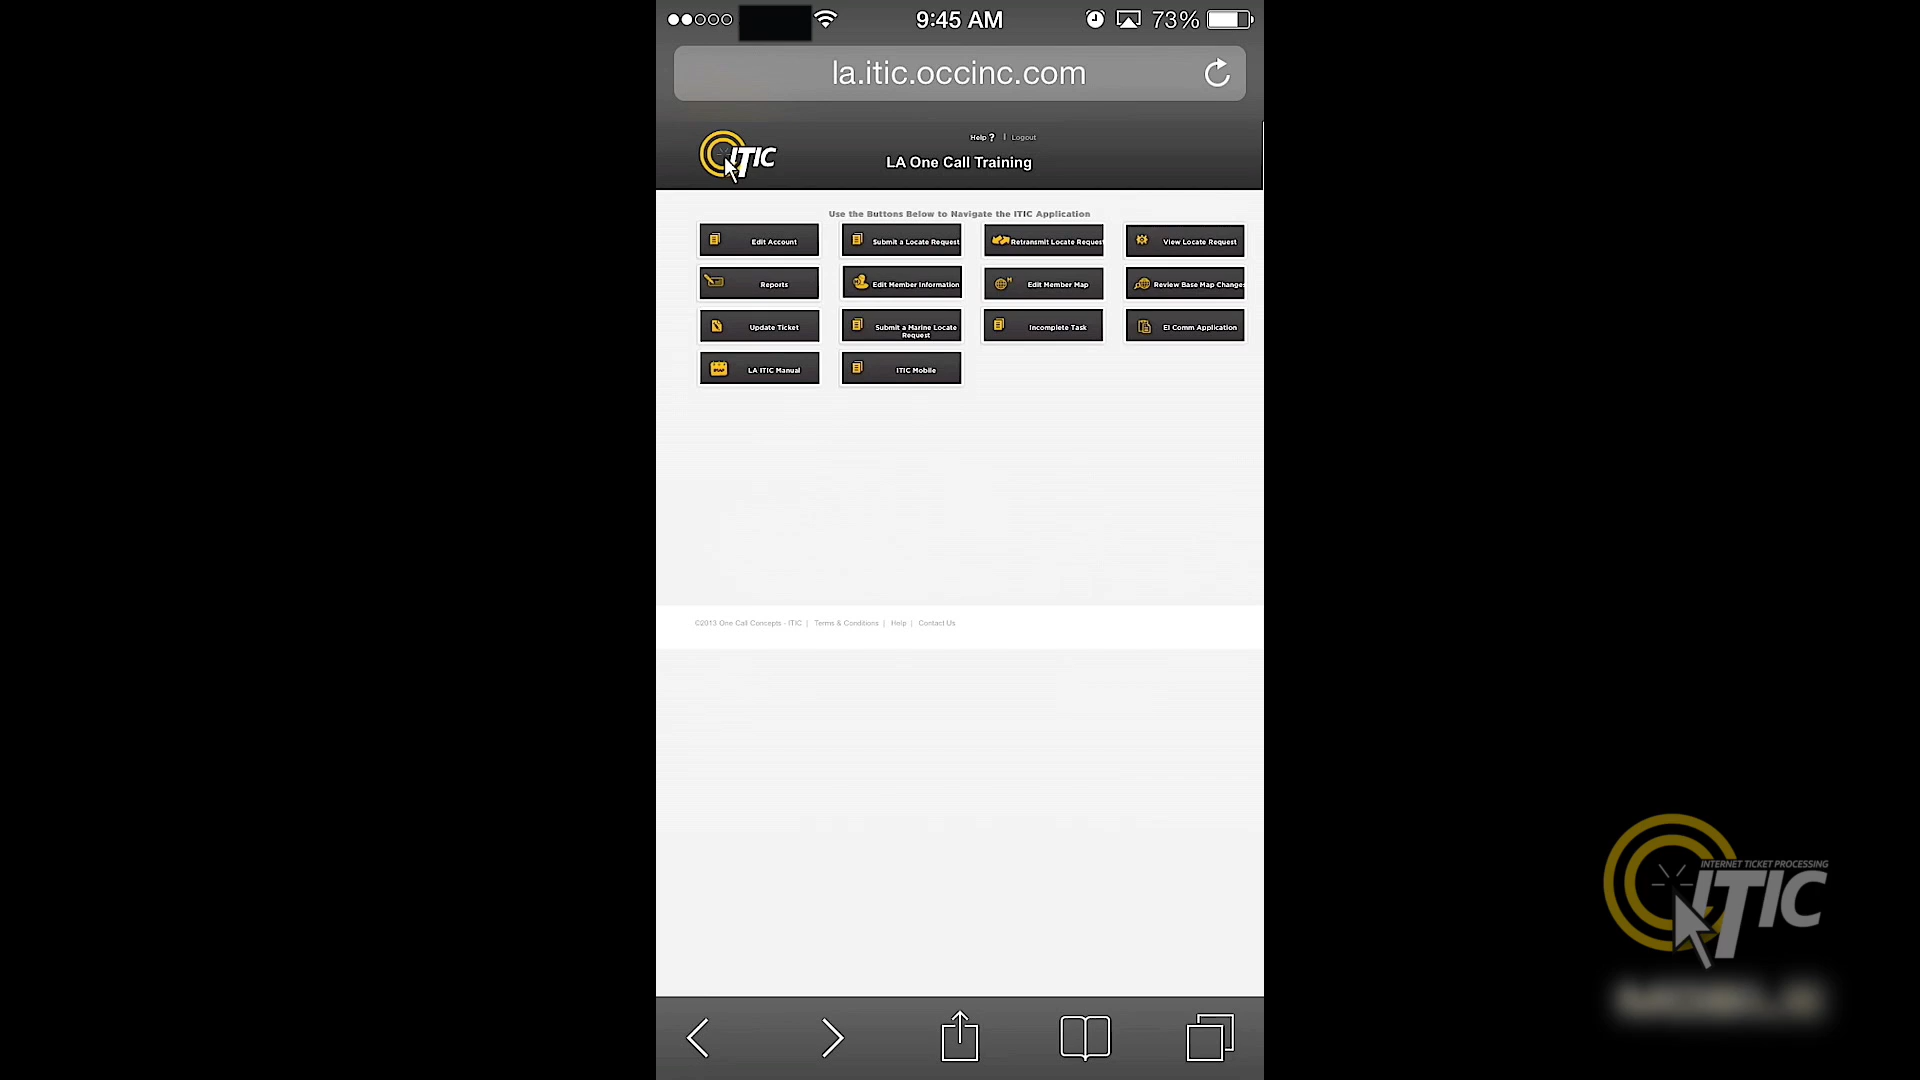 9:45 AM
73%
la.itic.occinc.com
Help ? | Logout
ITIC
LA One Call Training
Use the Buttons Below to Navigate the ITIC Application
Edit Account
Submit a Locate Request
Retransmit Locate Request
View Locate Request
Reports
Edit Member Information
Edit Member Map
Review Base Map Changes
Update Ticket
Submit a Marine Locate
Request
Incomplete Task
EI Comm Application
LA ITIC Manual
ITIC Mobile
©2013 One Call Concepts - ITIC | Terms & Conditions | Help | Contact Us
INTERNET TICKET PROCESSING
ITIC
MOBILE